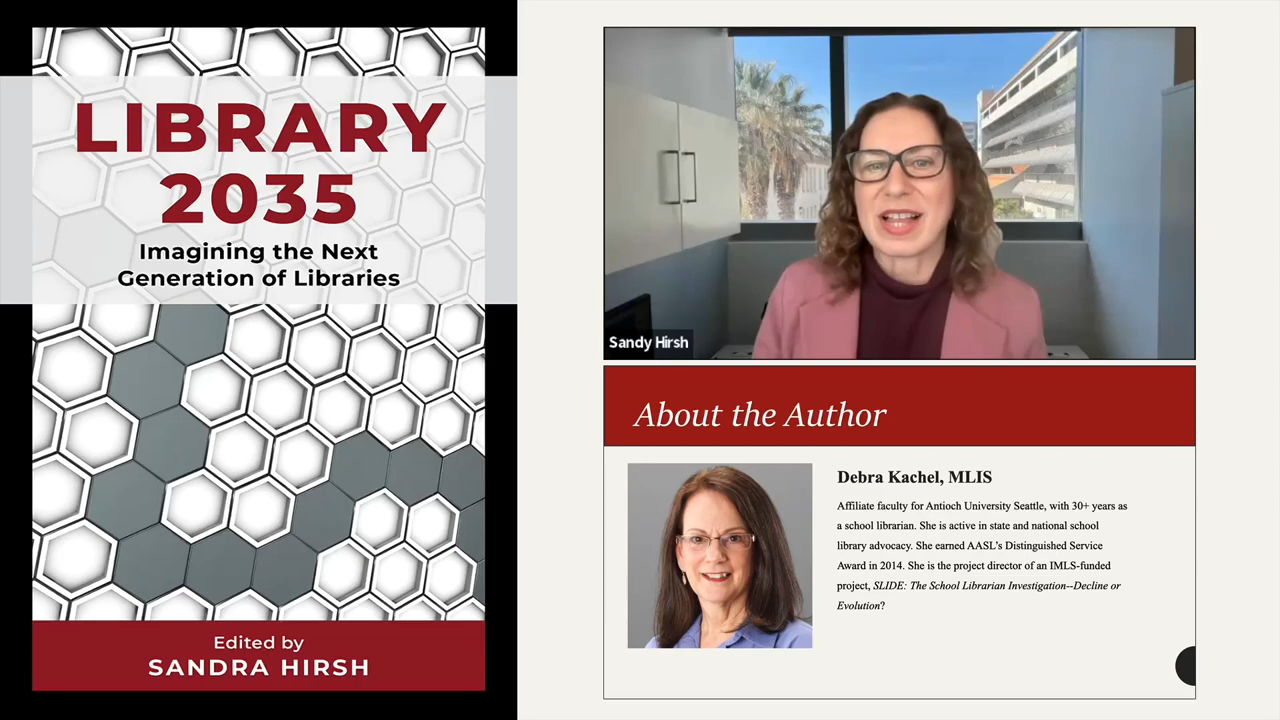 LIBRARY
2035
Imagining the Next
Generation of Libraries
Edited by
SANDRA HIRSH
Sandy Hirsh
About the Author
Debra Kachel, MLIS
Affiliate faculty for Antioch University Seattle, with 30+ years as
a school librarian. She is active in state and national school
library advocacy. She earned AASL’s Distinguished Service
Award in 2014. She is the project director of an IMLS-funded
project, SLIDE: The School Librarian Investigation--Decline or
Evolution?